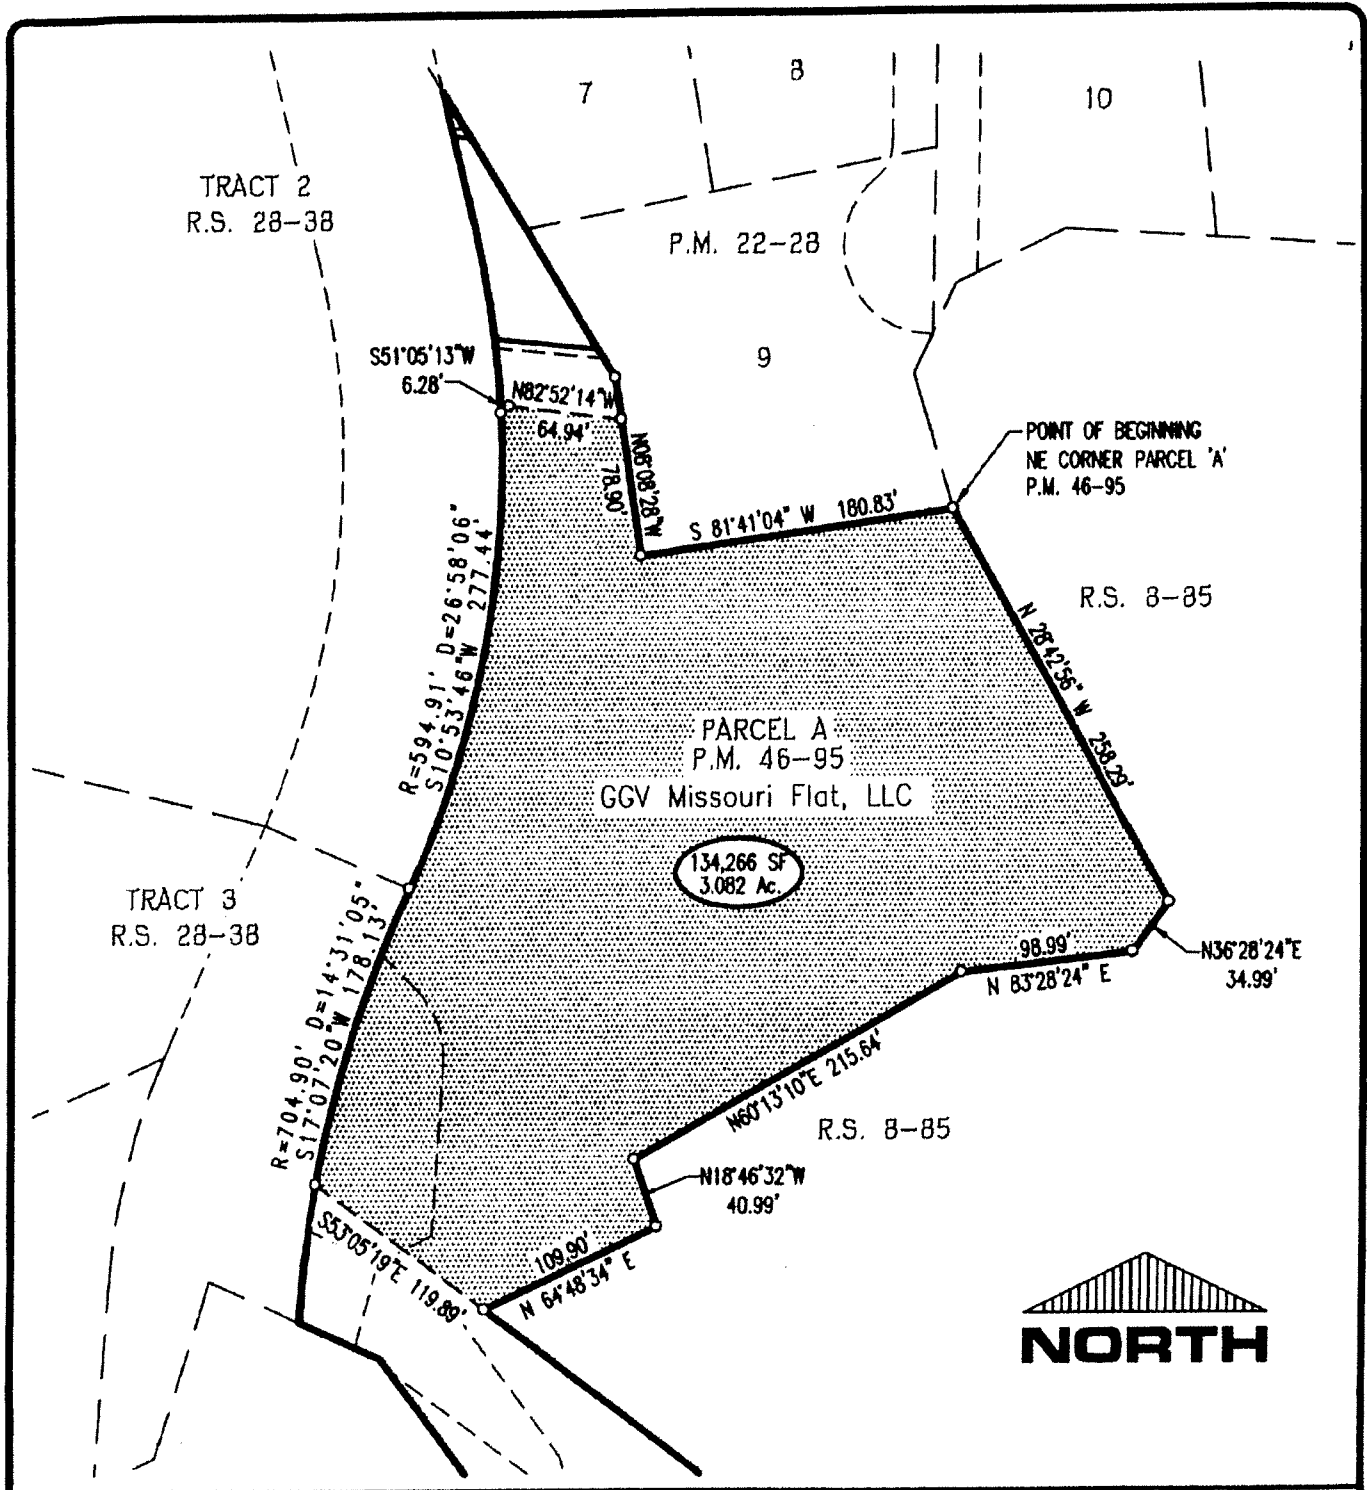 7
8
10
TRACT 2
R.S. 28-38
P.M. 22-28
9
S51°05'13"W
6.28'
N82°52'14"W
64.94'
N08°08'28"W
78.90'
POINT OF BEGINNING
NE CORNER PARCEL 'A'
P.M. 46-95
S 81°41'04" W 180.83'
R.S. 8-85
N 28°42'56" W 258.29'
R=594.91' D=26°58'06"
S10°53'46"W 277.44'
PARCEL A
P.M. 46-95
GGV Missouri Flat, LLC
134,266 SF
3.082 Ac.
TRACT 3
R.S. 28-38
98.99'
N 83°28'24" E
N36°28'24"E
34.99'
R=704.90' D=14°31'05"
S17°07'20"W 178.13'
N60°13'10"E 215.64'
R.S. 8-85
N18°46'32"W
40.99'
S53°05'19"E 119.89'
109.90'
N 64°48'34" E
NORTH